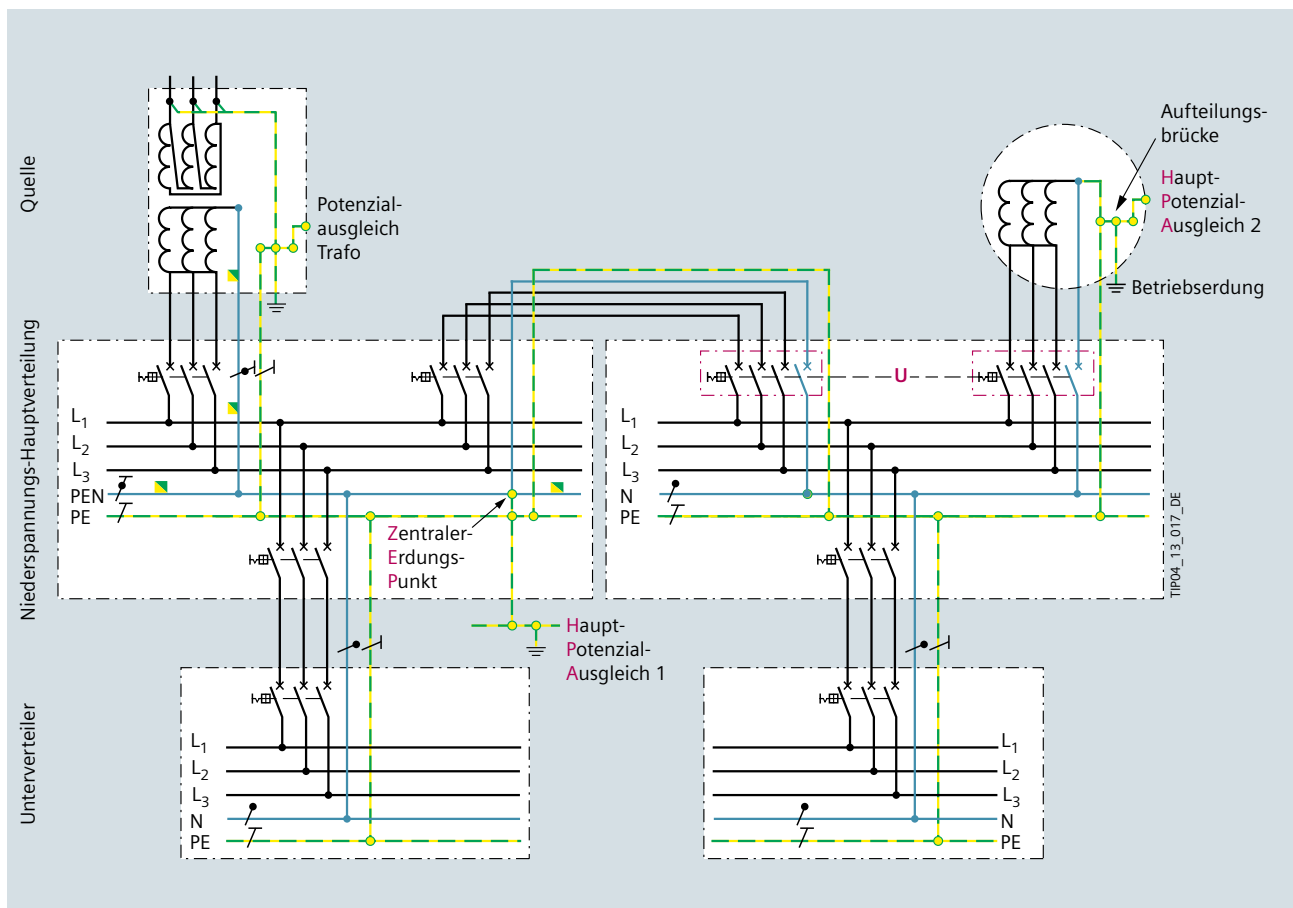 Quelle
Potenzial-
ausgleich
Trafo
Aufteilungs-
brücke
Haupt-
Potenzial-
Ausgleich 2
Betriebserdung
Niederspannungs-Hauptverteilung
U
L1
L2
L3
PEN
PE
Zentraler-
Erdungs-
Punkt
L1
L2
L3
N
PE
TIP04_13_017_DE
Haupt-
Potenzial-
Ausgleich 1
Unterverteiler
L1
L2
L3
N
PE
L1
L2
L3
N
PE